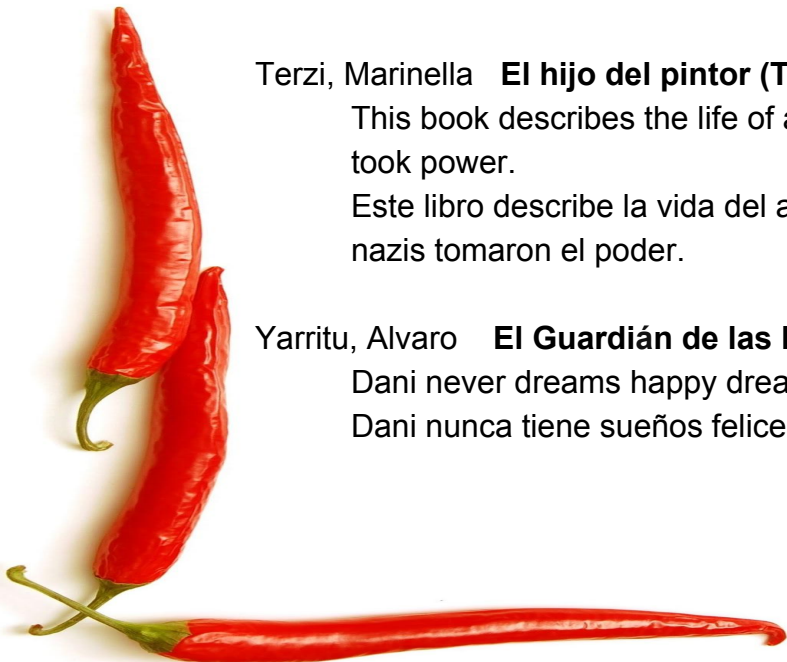 Terzi, Marinella El hijo del pintor (T
This book describes the life of a
took power.
Este libro describe la vida del a
nazis tomaron el poder.
Yarritu, Alvaro El Guardián de las
Dani never dreams happy drea
Dani nunca tiene sueños felice